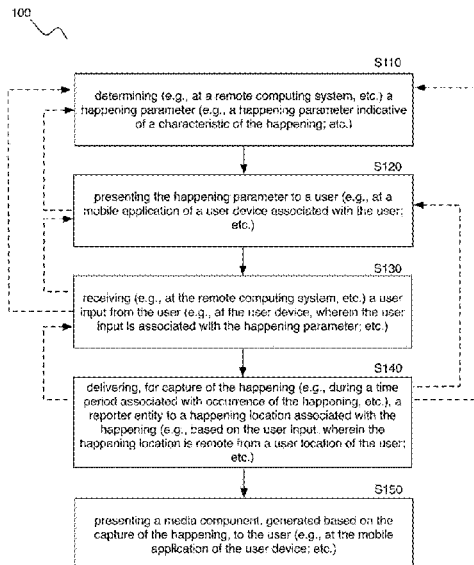 100
S110
determining (e.g., at a remote computing system, etc.) a
happening parameter (e.g., a happening parameter indicative
of a characteristic of the happening; etc.)
S120
presenting the happening parameter to a user (e.g., at a
mobile application of a user device associated with the user;
etc.)
S130
receiving (e.g., at the remote computing system, etc.) a user
input from the user (e.g., at the user device, wherein the user
input is associated with the happening parameter; etc.)
S140
delivering, for capture of the happening (e.g., during a time
period associated with occurrence of the happening, etc.), a
reporter entity to a happening location associated with the
happening (e.g., based on the user input, wherein the
happening location is remote from a user location of the user;
etc.)
S150
presenting a media component, generated based on the
capture of the happening, to the user (e.g., at the mobile
application of the user device; etc.)